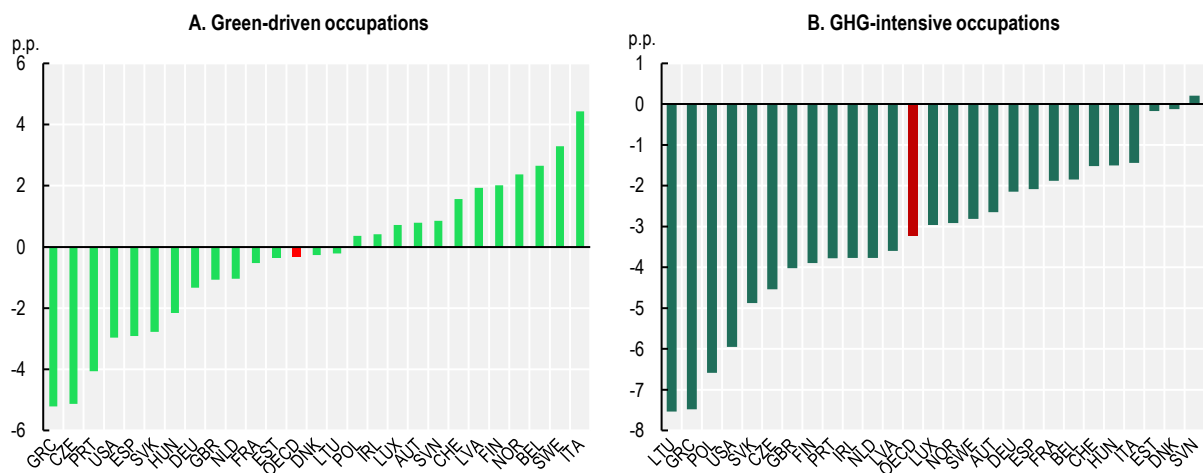 A. Green-driven occupations
p.p.
6
4
2
0
-2
-4
-6
GRC CZE PRT USA ESP SVK HUN DEU GBR NLD FRA EST OECD DNK LTU POL IRL LUX AUT SVN CHE LVA FIN NOR BEL SWE ITA
B. GHG-intensive occupations
p.p.
1
0
-1
-2
-3
-4
-5
-6
-7
-8
LTU GRC POL USA SVK CZE GBR FIN PRT IRL NLD LVA OECD LUX NOR SWE AUT DEU ESP FRA BEL CHE HUN ITA EST DNK SVN